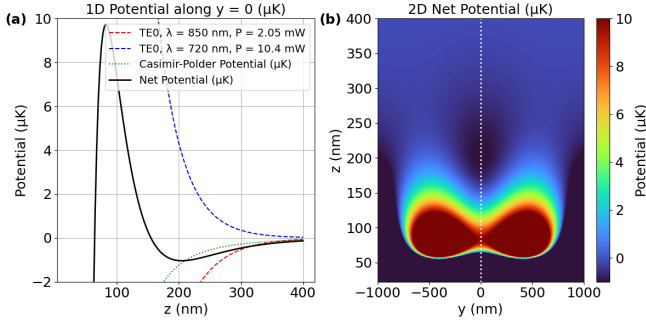 (a)
1D Potential along y = 0 (μK)
Potential (μK)
10
8
6
4
2
0
−2
100
200
300
400
z (nm)
TE0, λ = 850 nm, P = 2.05 mW
TE0, λ = 720 nm, P = 10.4 mW
Casimir-Polder Potential (μK)
Net Potential (μK)
(b)
2D Net Potential (μK)
z (nm)
400
350
300
250
200
150
100
50
−1000
−500
0
500
1000
y (nm)
10
8
6
4
2
0
Potential (μK)